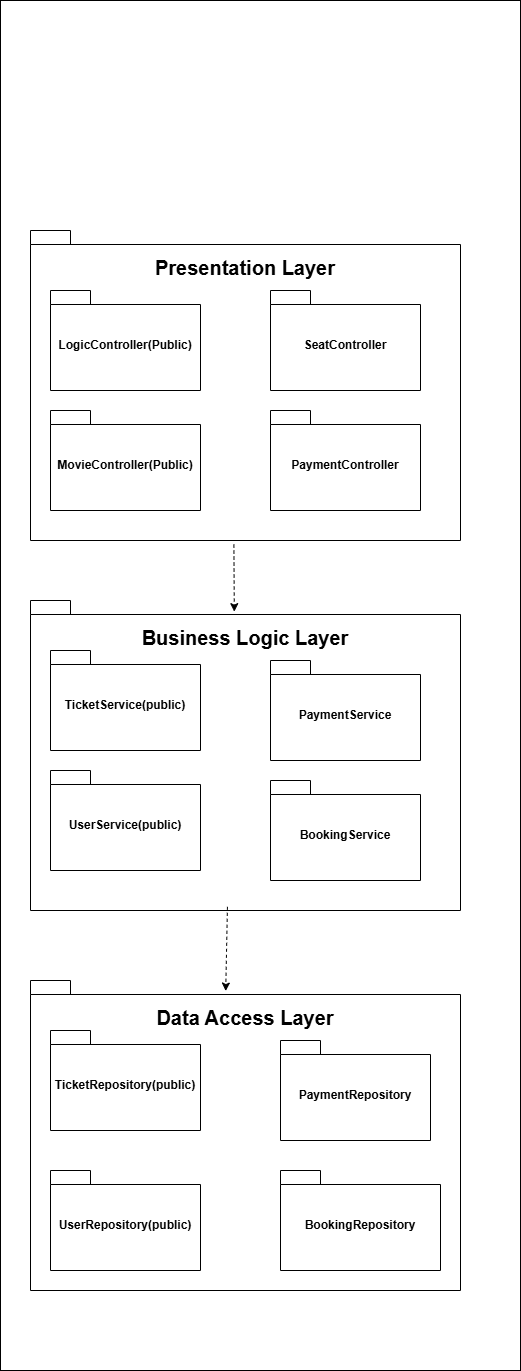 Presentation Layer
LogicController(Public)
SeatController
MovieController(Public)
PaymentController
Business Logic Layer
TicketService(public)
PaymentService
UserService(public)
BookingService
Data Access Layer
TicketRepository(public)
PaymentRepository
UserRepository(public)
BookingRepository